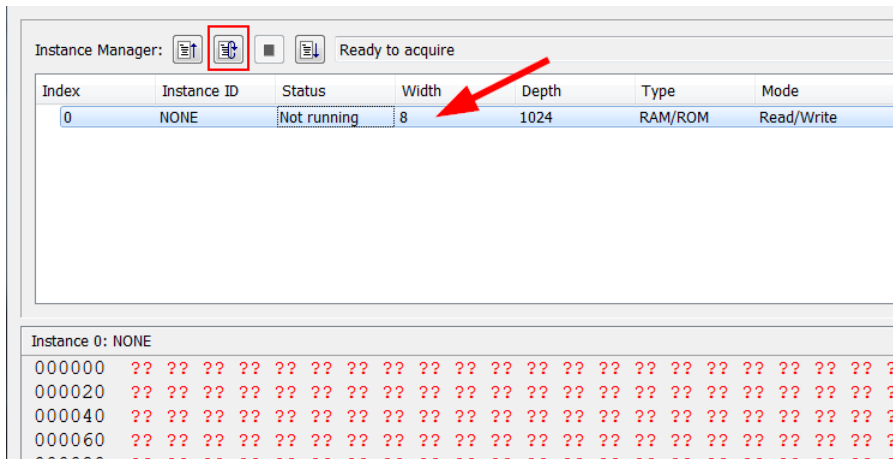 Instance Manager: Ready to acquire
Index Instance ID Status Width Depth Type Mode
0 NONE Not running 8 1024 RAM/ROM Read/Write
Instance 0: NONE
000000 ?? ?? ?? ?? ?? ?? ?? ?? ?? ?? ?? ?? ?? ?? ?? ?? ?? ?? ?? ?? ?? ?
000020 ?? ?? ?? ?? ?? ?? ?? ?? ?? ?? ?? ?? ?? ?? ?? ?? ?? ?? ?? ?? ?? ?
000040 ?? ?? ?? ?? ?? ?? ?? ?? ?? ?? ?? ?? ?? ?? ?? ?? ?? ?? ?? ?? ?? ?
000060 ?? ?? ?? ?? ?? ?? ?? ?? ?? ?? ?? ?? ?? ?? ?? ?? ?? ?? ?? ?? ?? ?